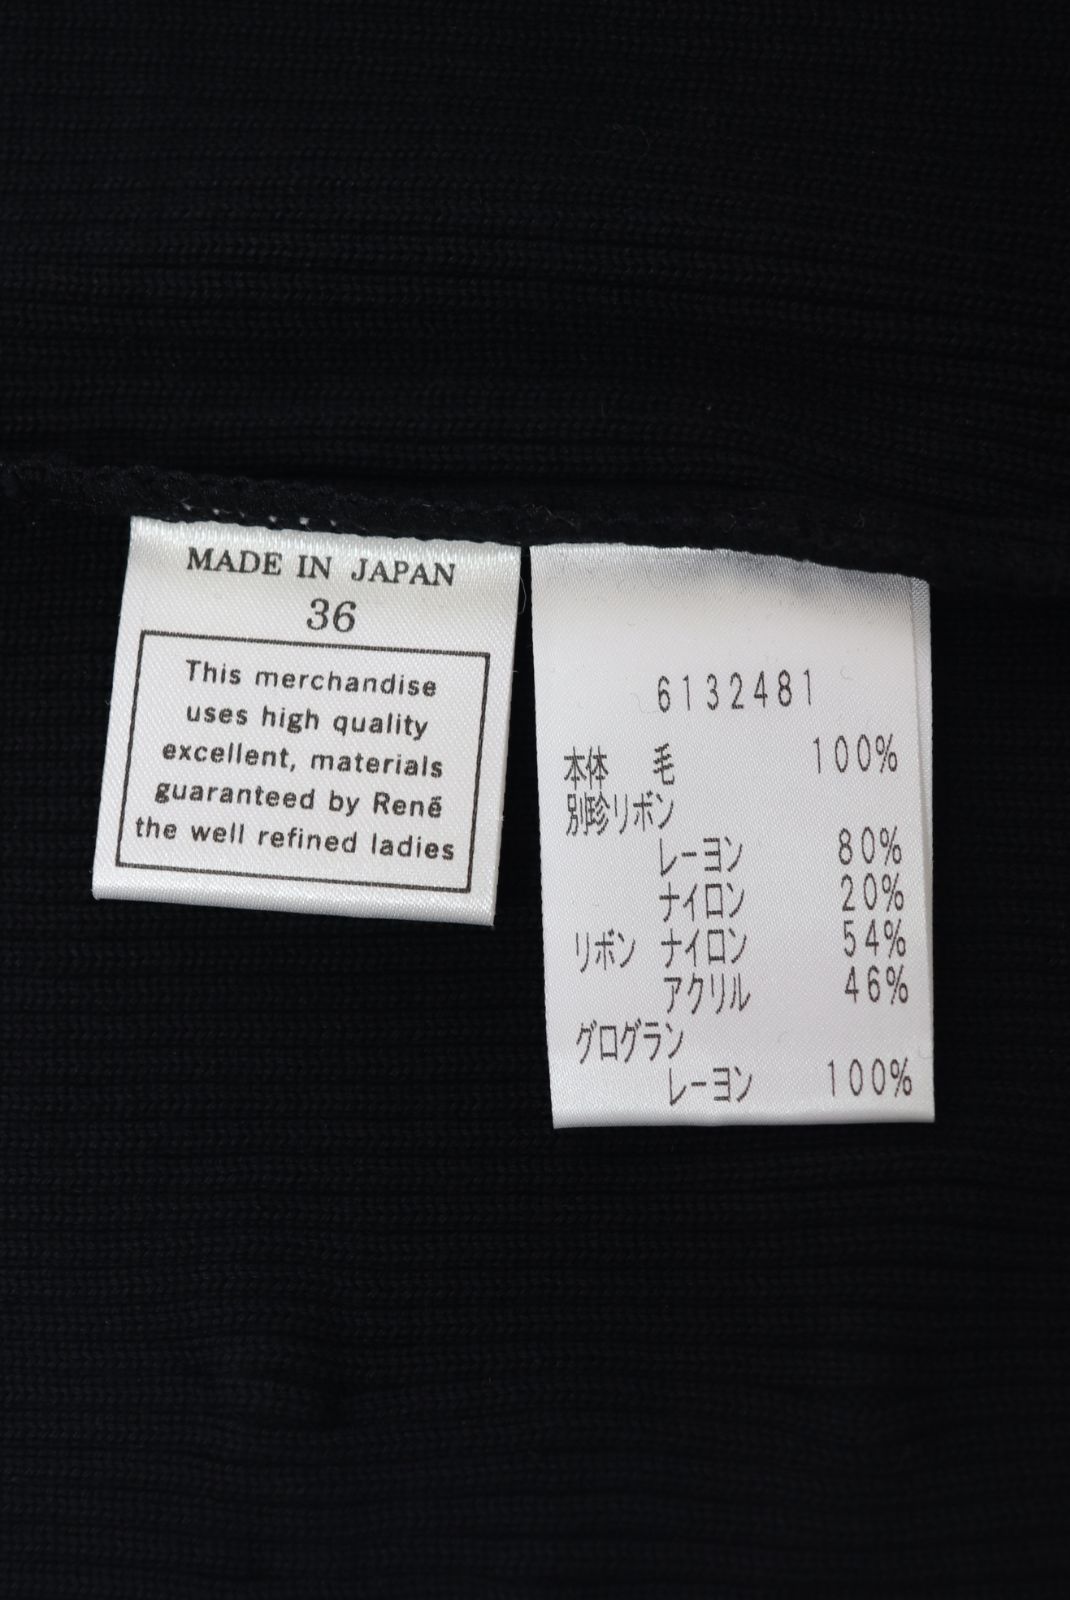 MADE IN JAPAN
36
This merchandise
uses high quality
excellent, materials
guaranteed by René
the well refined ladies
6132481
本体 毛 100%
別珍リボン
レーヨン 80%
ナイロン 20%
リボン ナイロン 54%
アクリル 46%
グログラン
レーヨン 100%